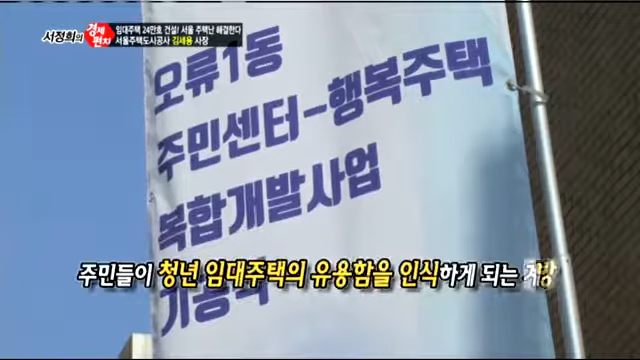 서정희의 경제펀치
임대주택 24만호 건설! 서울 주택난 해결한다
서울주택도시공사 김세용 사장
오류1동
주민센터-행복주택
복합개발사업
기공식
주민들이 청년 임대주택의 유용함을 인식하게 되는